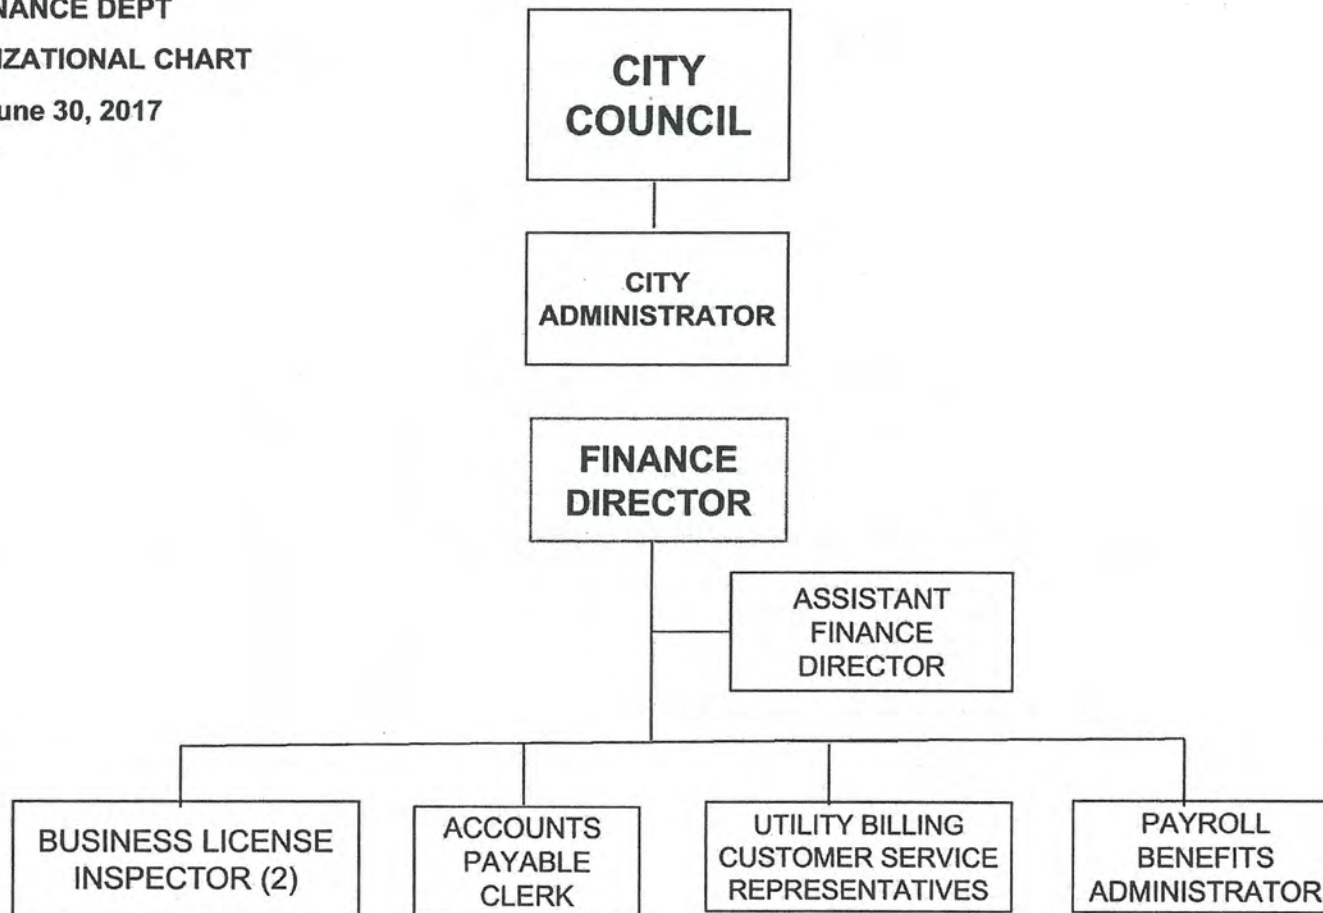 NANCE DEPT
IZATIONAL CHART
une 30, 2017
CITY
COUNCIL
CITY
ADMINISTRATOR
FINANCE
DIRECTOR
ASSISTANT
FINANCE
DIRECTOR
BUSINESS LICENSE
INSPECTOR (2)
ACCOUNTS
PAYABLE
CLERK
UTILITY BILLING
CUSTOMER SERVICE
REPRESENTATIVES
PAYROLL
BENEFITS
ADMINISTRATOR